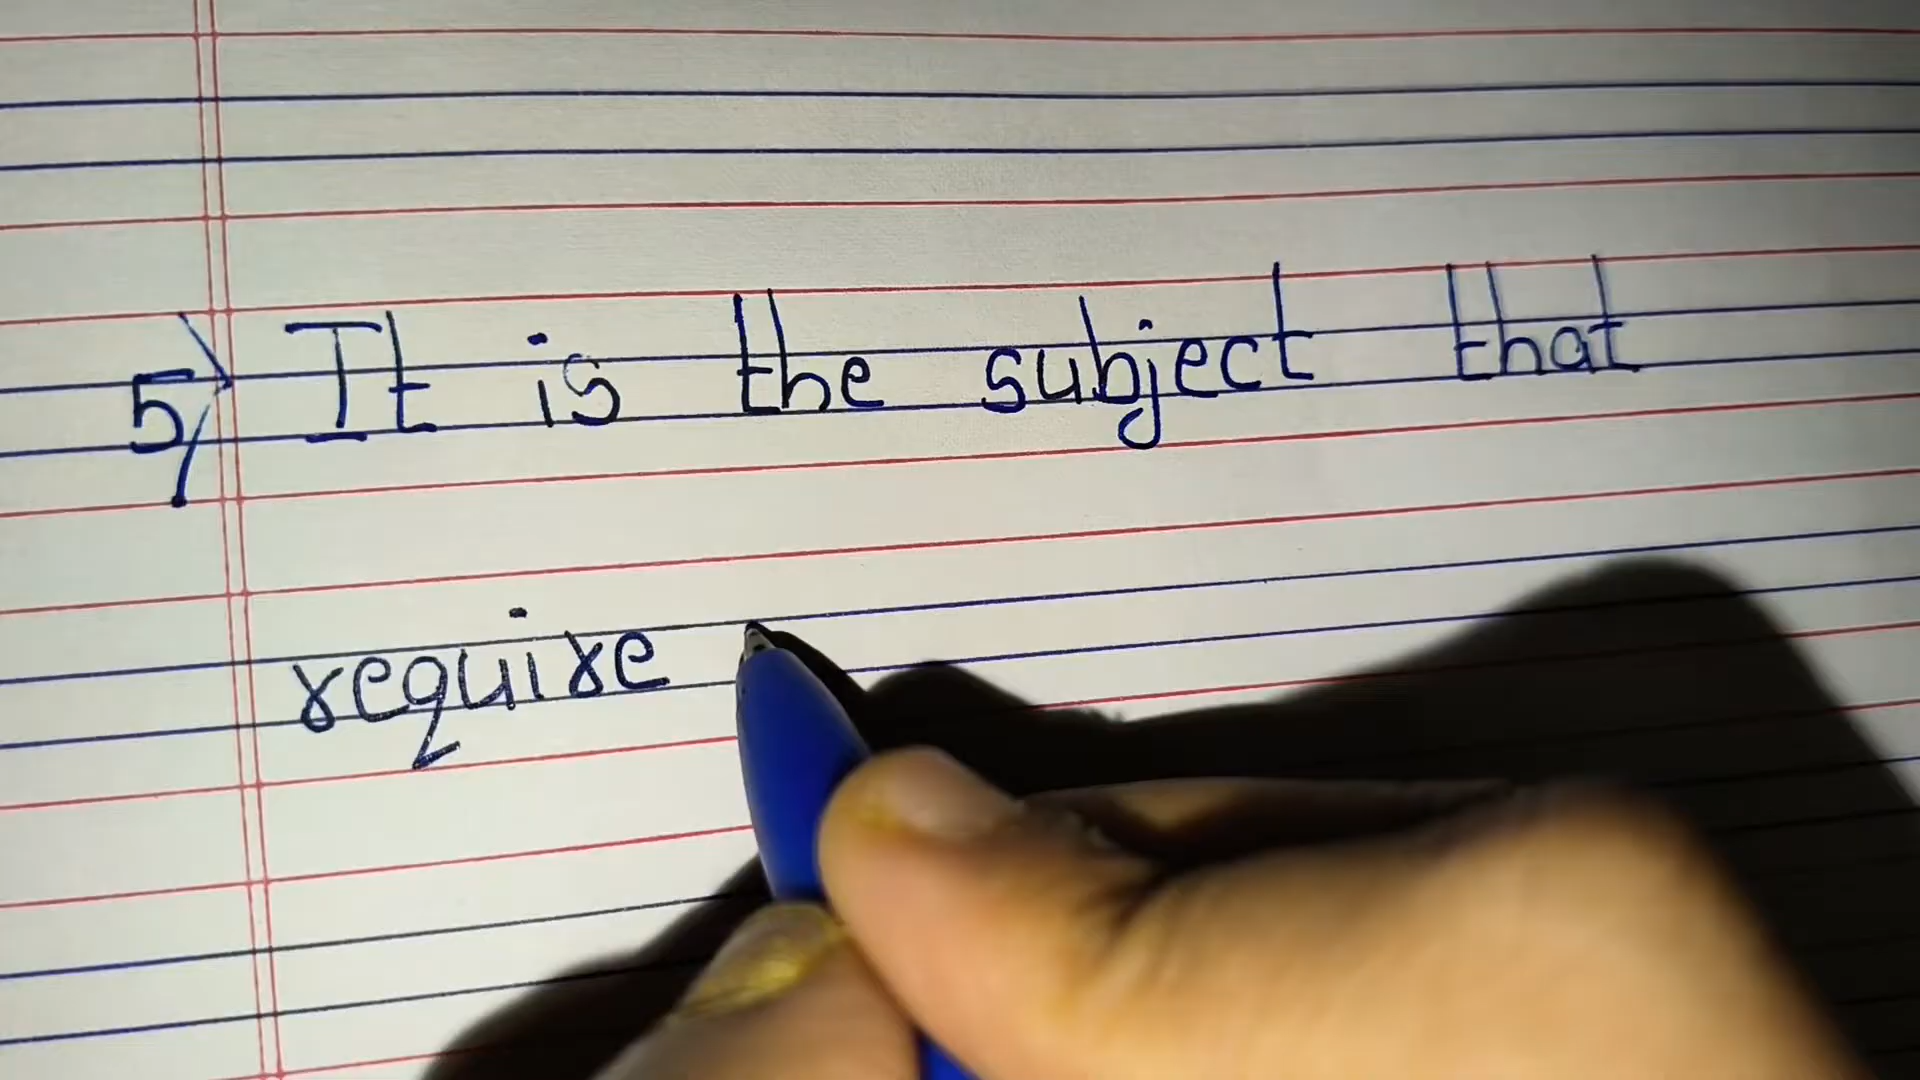 5) It is the subject that
require